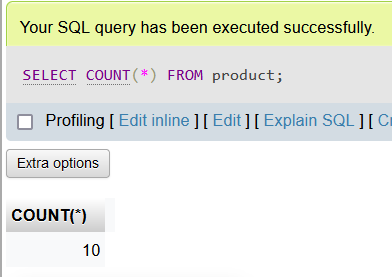 Your SQL query has been executed successfully.
SELECT COUNT(*) FROM product;
Profiling [ Edit inline ] [ Edit ] [ Explain SQL ] [
Extra options
COUNT(*)
10